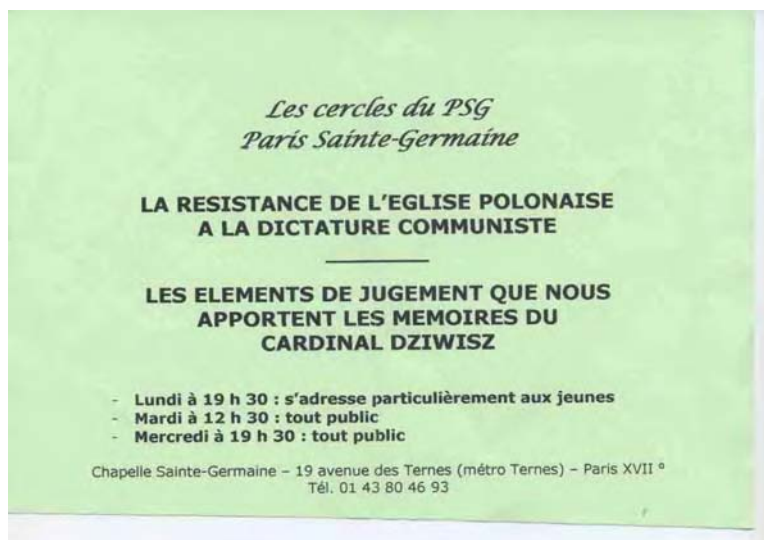 Les cercles du PSG
Paris Sainte-Germaine
LA RESISTANCE DE L'EGLISE POLONAISE
A LA DICTATURE COMMUNISTE
LES ELEMENTS DE JUGEMENT QUE NOUS
APPORTENT LES MEMOIRES DU
CARDINAL DZIWISZ
- Lundi à 19 h 30 : s'adresse particulièrement aux jeunes
- Mardi à 12 h 30 : tout public
- Mercredi à 19 h 30 : tout public
Chapelle Sainte-Germaine – 19 avenue des Ternes (métro Ternes) – Paris XVII °
Tél. 01 43 80 46 93